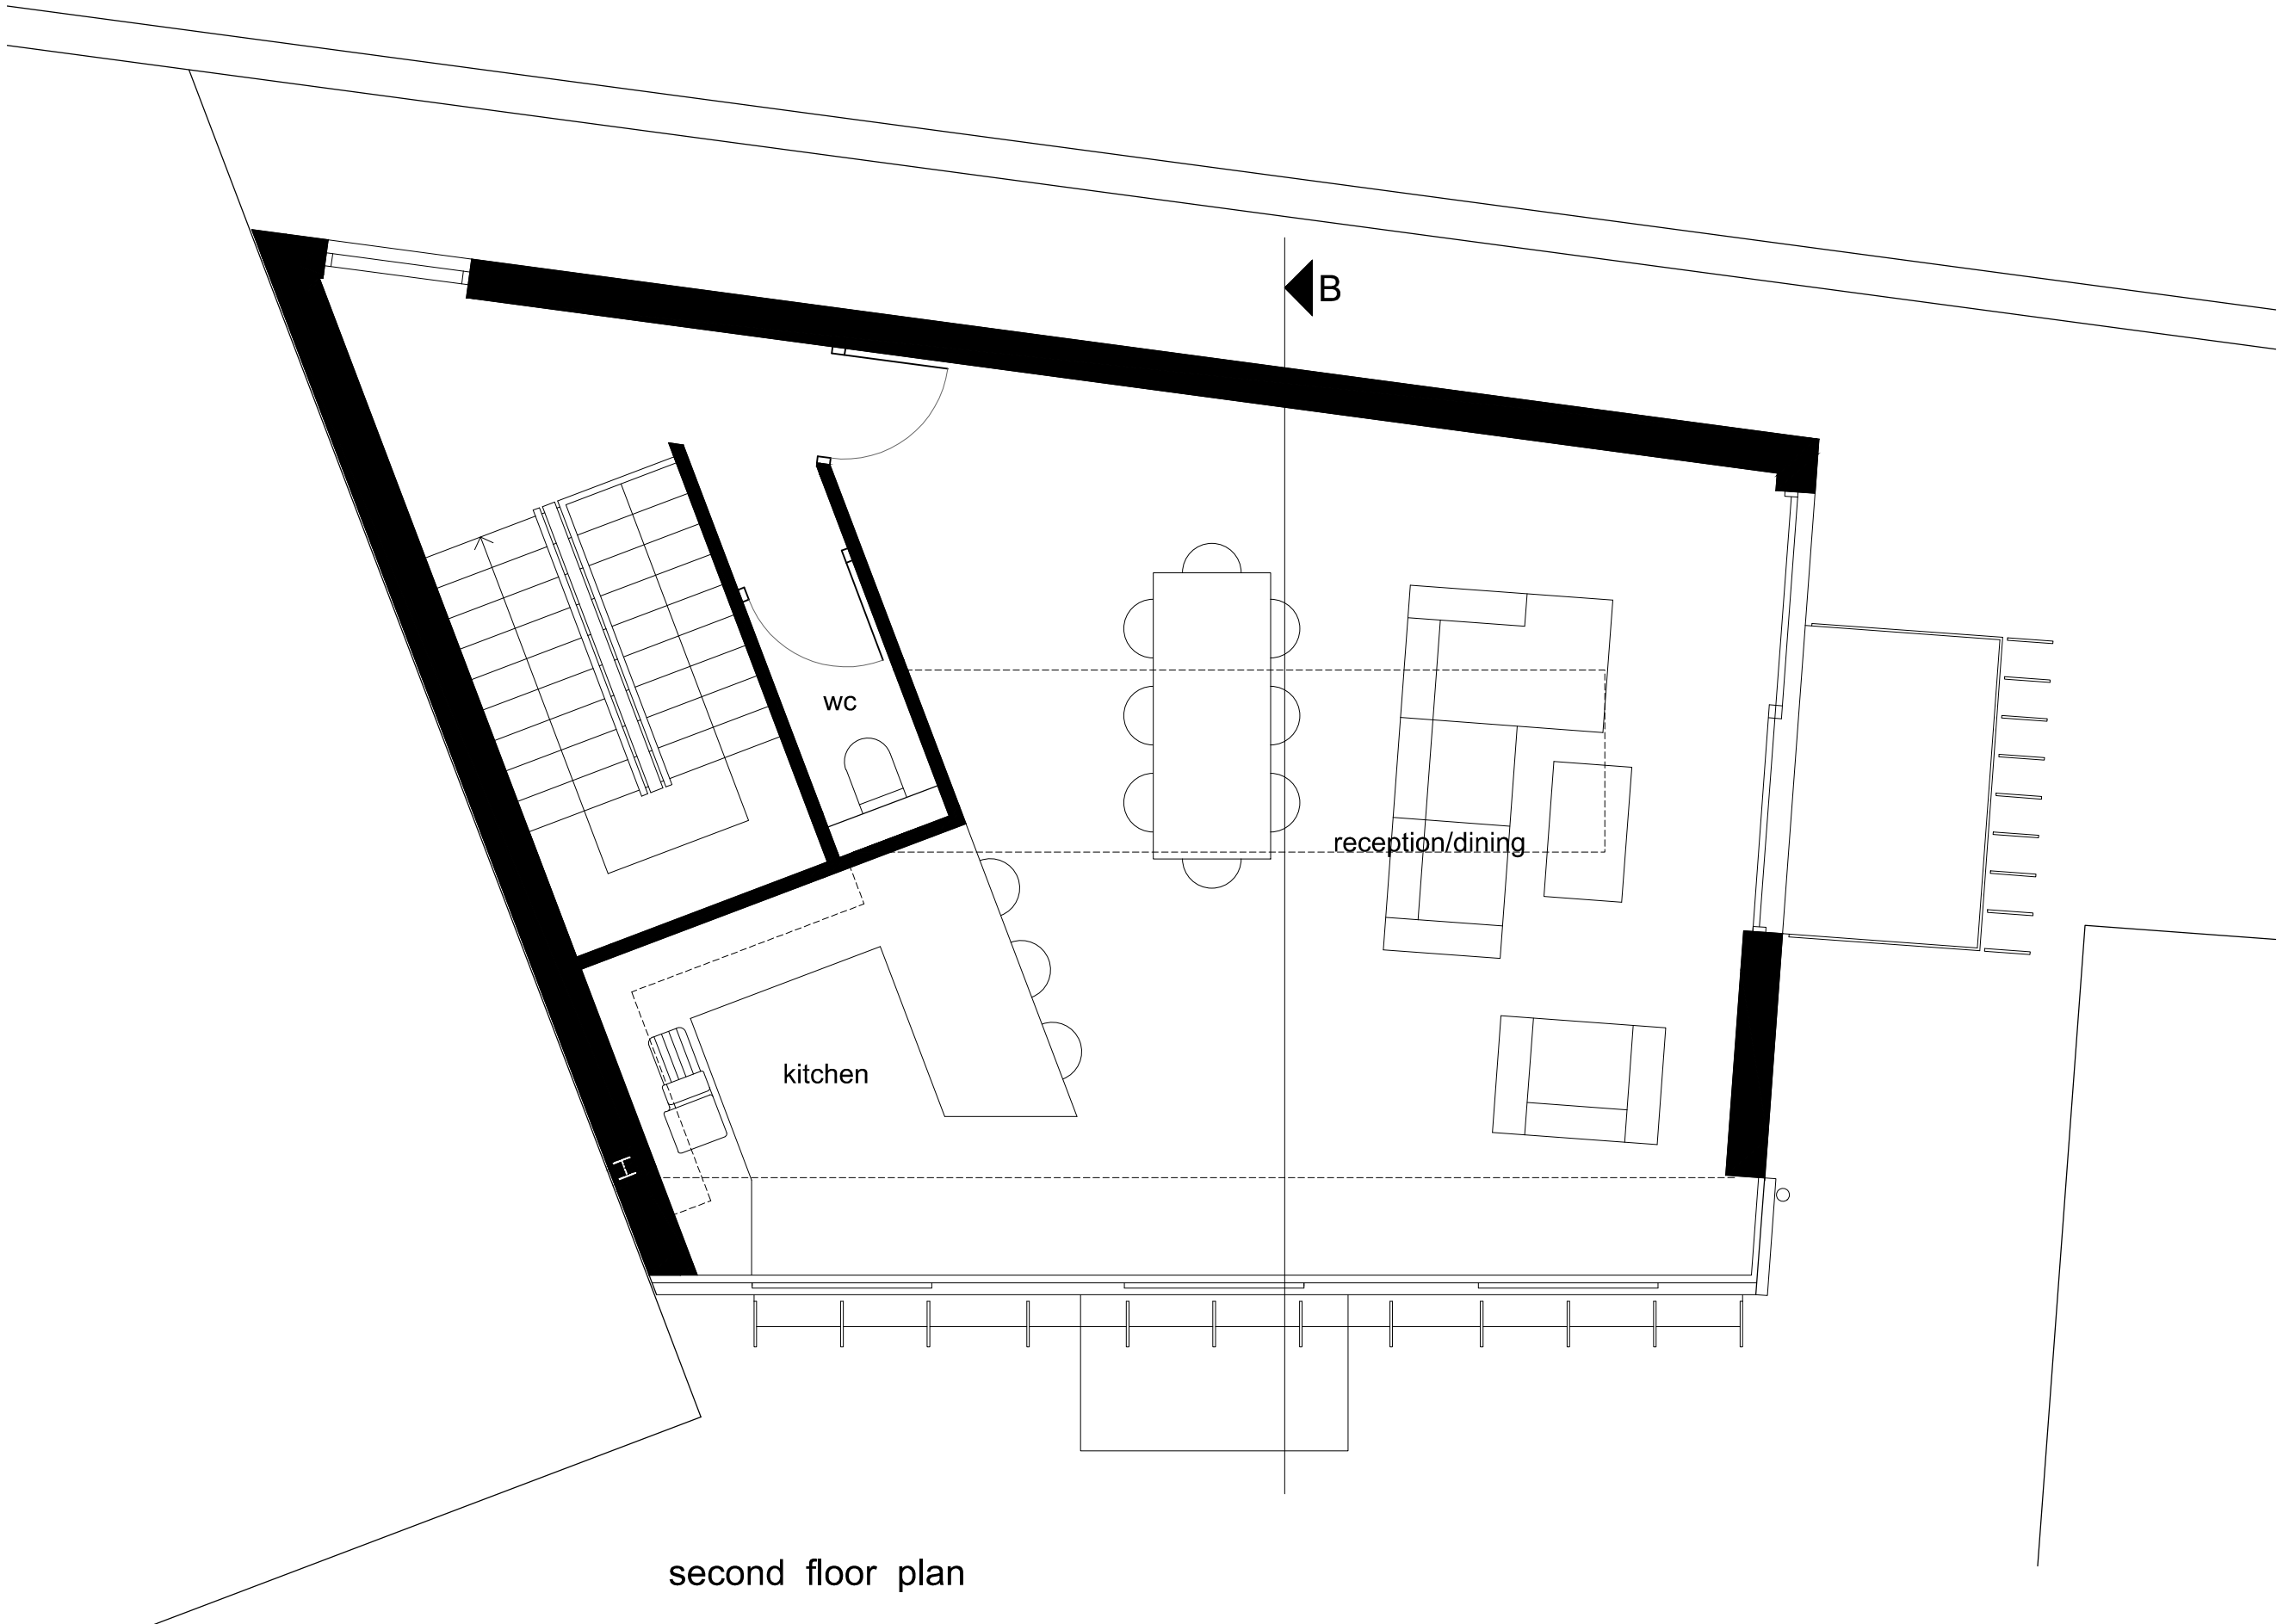 B
wc
reception/dining
kitchen
second floor plan